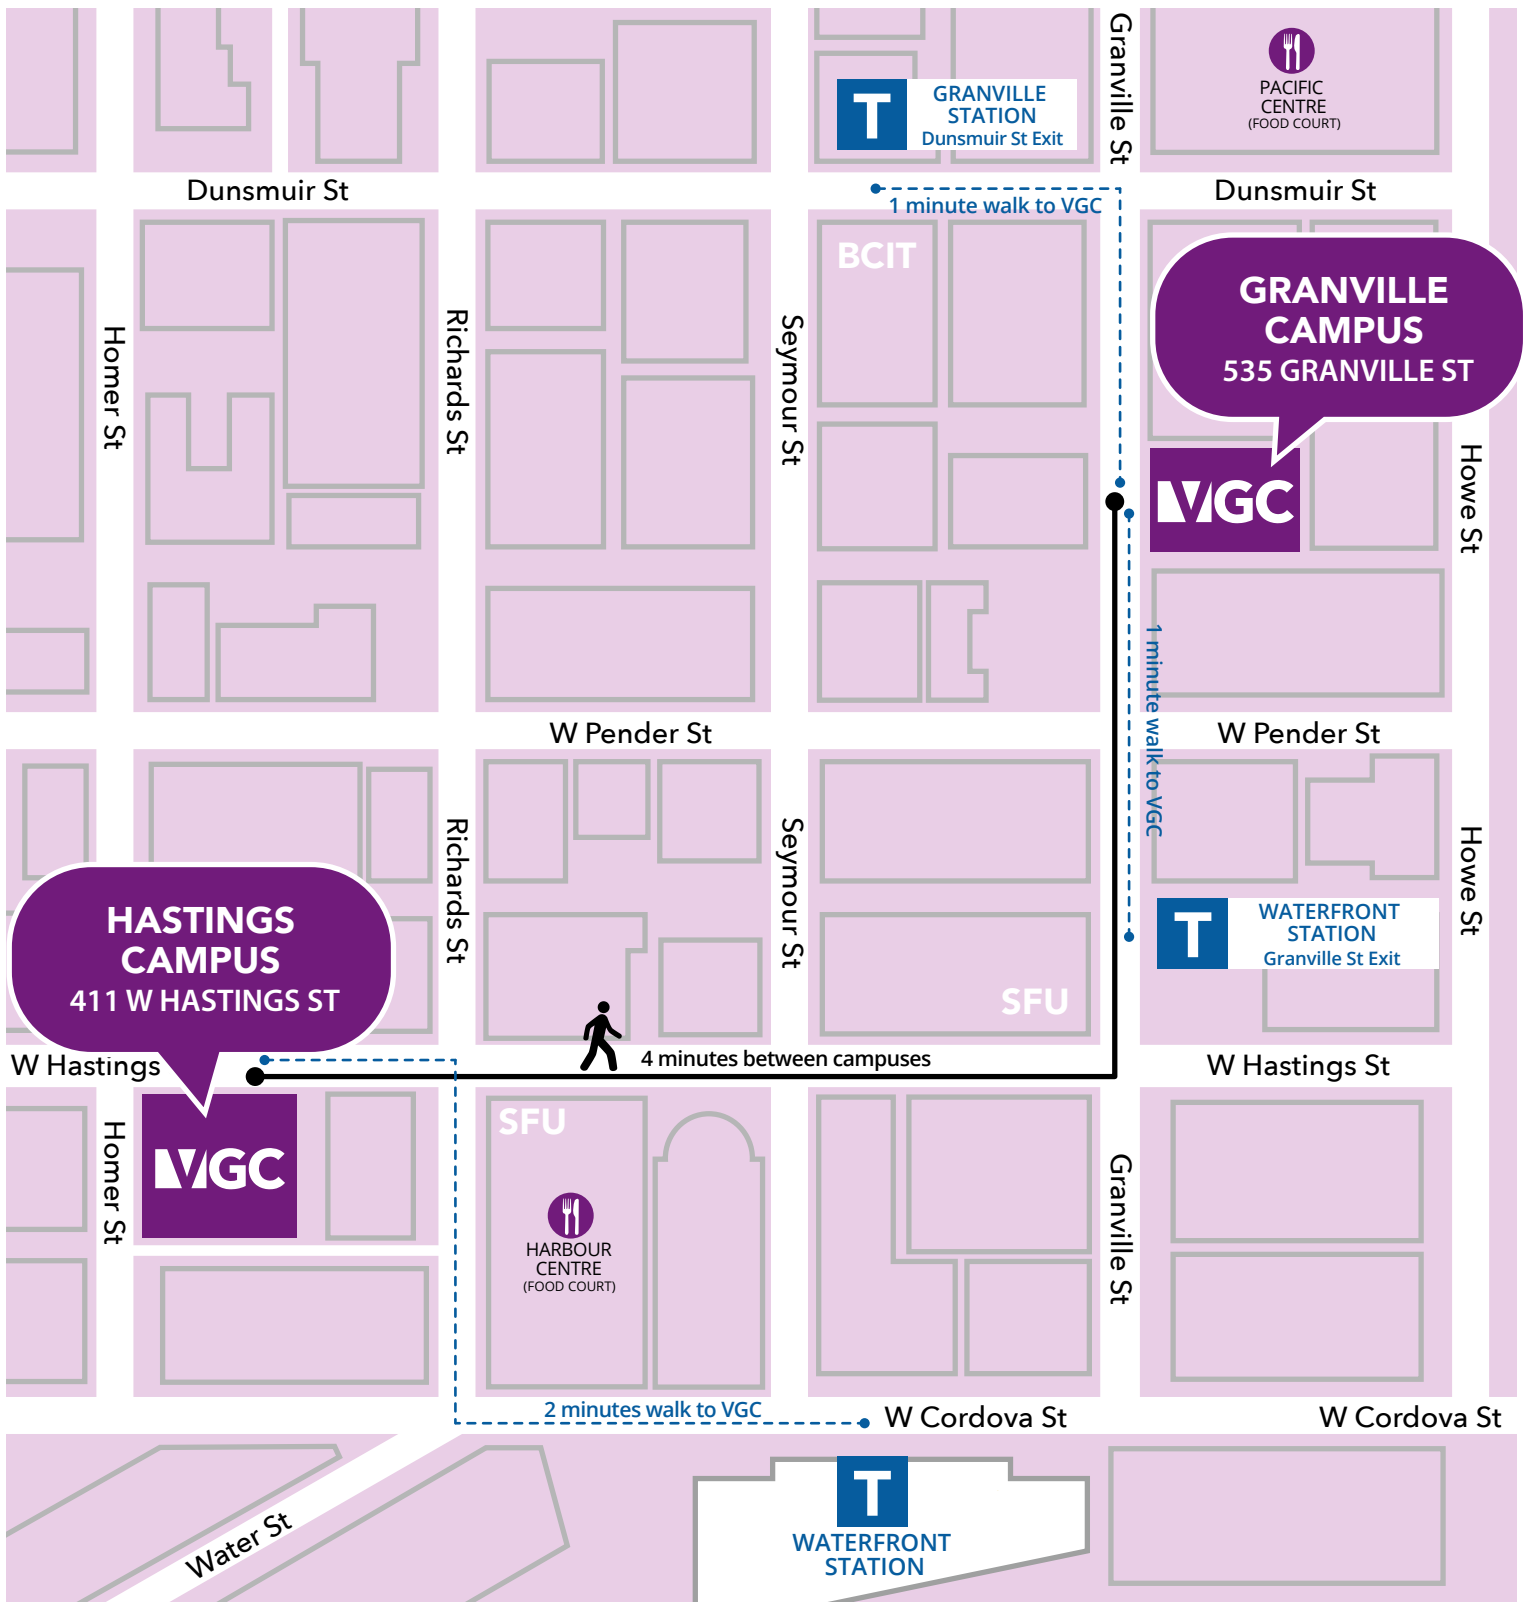 Granville St
PACIFIC
CENTRE
(FOOD COURT)
T
GRANVILLE
STATION
Dunsmuir St Exit
Dunsmuir St
Dunsmuir St
1 minute walk to VGC
BCIT
GRANVILLE
CAMPUS
535 GRANVILLE ST
Homer St
Richards St
Seymour St
Howe St
VGC
1 minute walk to VGC
W Pender St
W Pender St
Richards St
Seymour St
Howe St
HASTINGS
CAMPUS
411 W HASTINGS ST
T
WATERFRONT
STATION
Granville St Exit
SFU
W Hastings
4 minutes between campuses
W Hastings St
SFU
Homer St
VGC
Granville St
HARBOUR
CENTRE
(FOOD COURT)
2 minutes walk to VGC
W Cordova St
W Cordova St
T
WATERFRONT
STATION
Water St